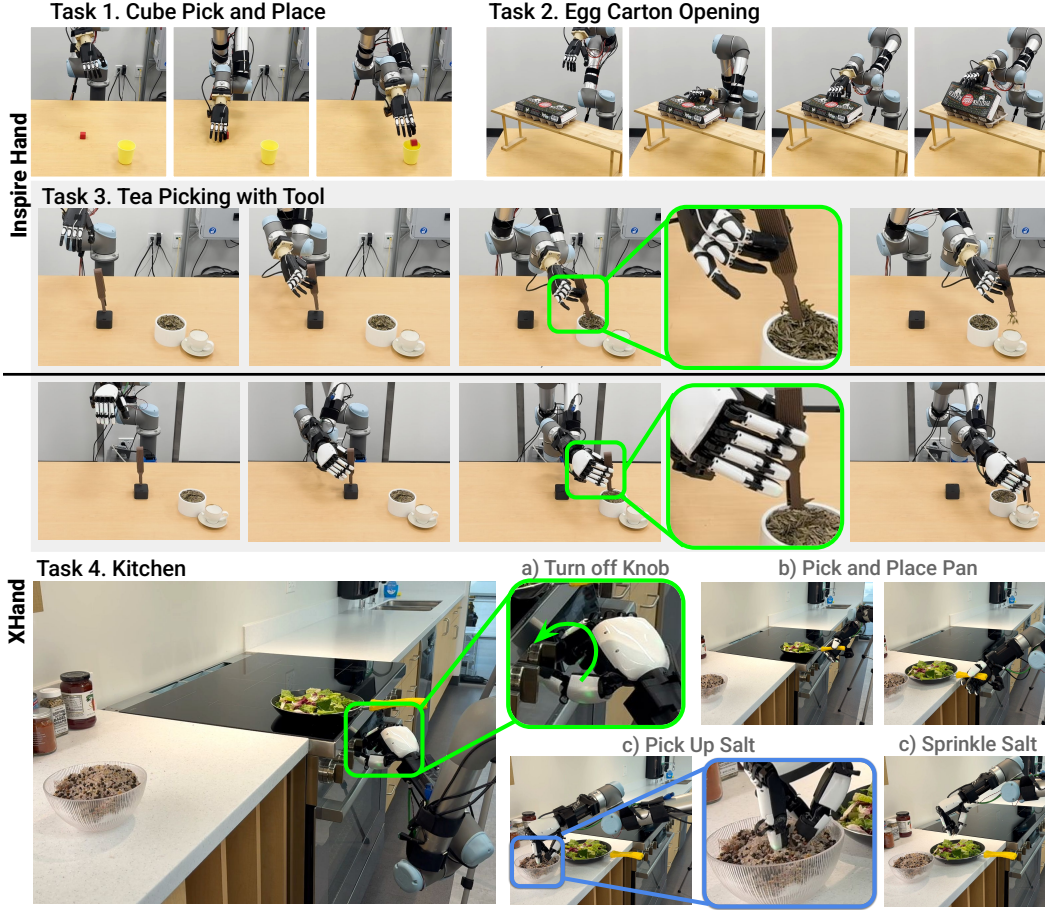 Task 1. Cube Pick and Place
Task 2. Egg Carton Opening
Inspire Hand
Task 3. Tea Picking with Tool
XHand
Task 4. Kitchen
a) Turn off Knob
b) Pick and Place Pan
c) Pick Up Salt
c) Sprinkle Salt